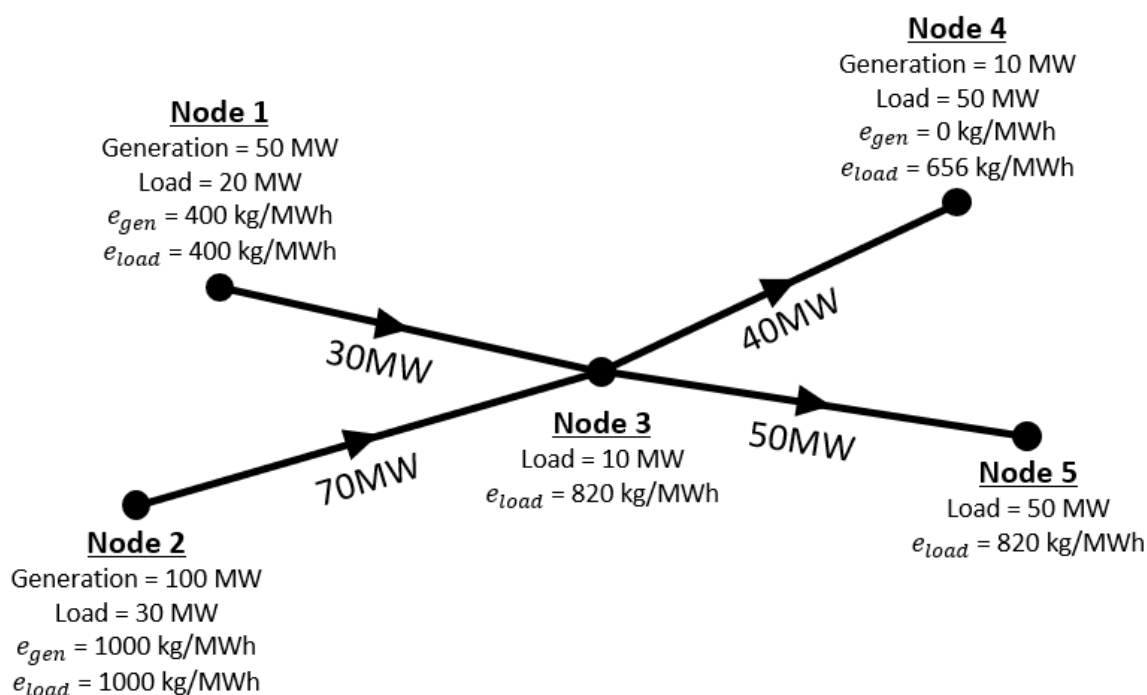 Node 4
Generation = 10 MW
Load = 50 MW
e_gen = 0 kg/MWh
e_load = 656 kg/MWh
Node 1
Generation = 50 MW
Load = 20 MW
e_gen = 400 kg/MWh
e_load = 400 kg/MWh
30MW
40MW
Node 3
Load = 10 MW
e_load = 820 kg/MWh
50MW
70MW
Node 5
Load = 50 MW
e_load = 820 kg/MWh
Node 2
Generation = 100 MW
Load = 30 MW
e_gen = 1000 kg/MWh
e_load = 1000 kg/MWh